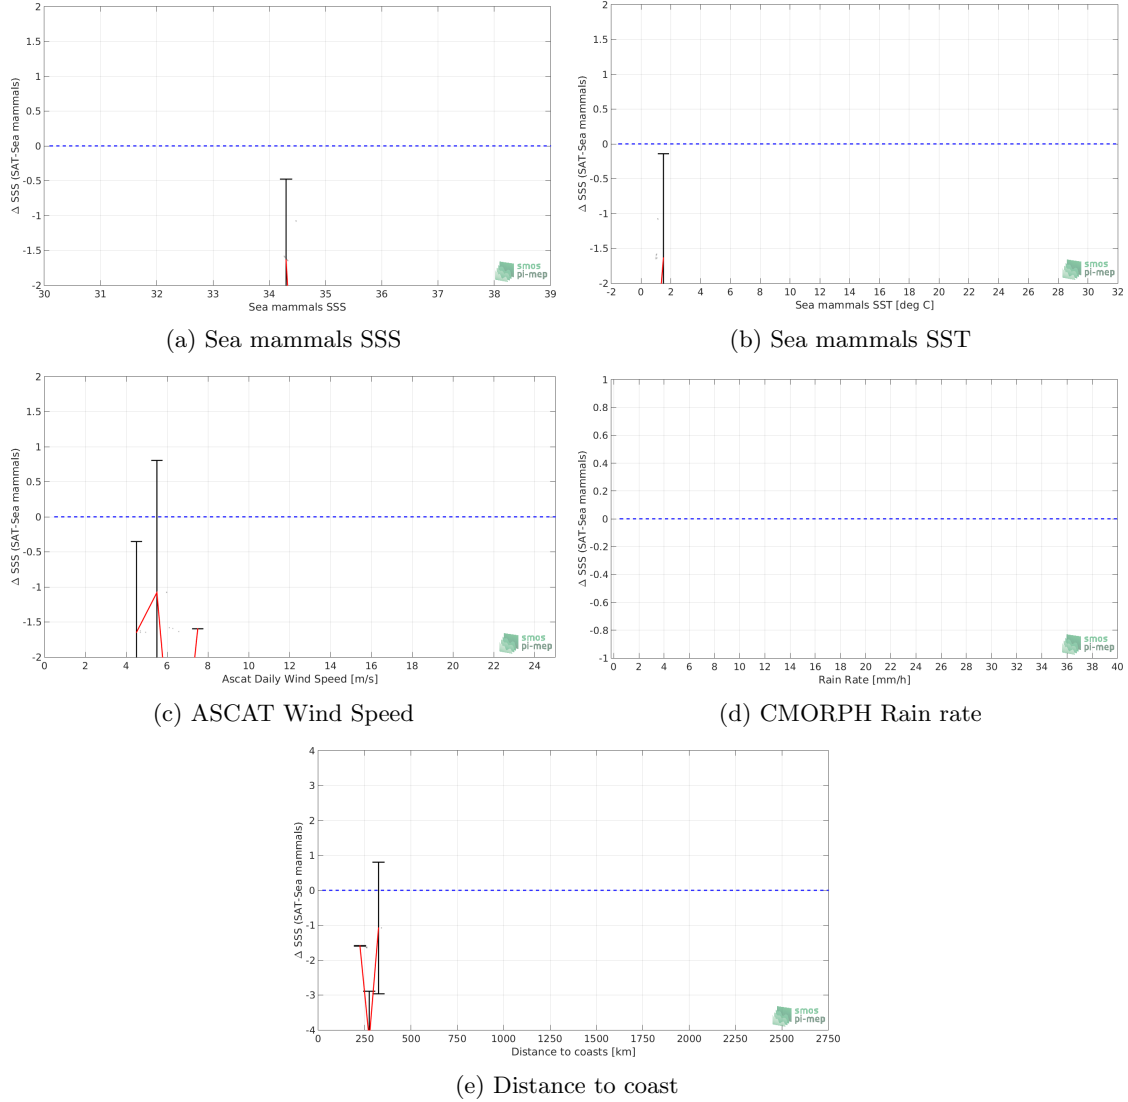 2
1.5
1
0.5
0
-0.5
-1
-1.5
-2
Δ SSS (SAT-Sea mammals)
30 31 32 33 34 35 36 37 38 39
Sea mammals SSS
smos
pi-mep
(a) Sea mammals SSS
2
1.5
1
0.5
0
-0.5
-1
-1.5
-2
Δ SSS (SAT-Sea mammals)
-2 0 2 4 6 8 10 12 14 16 18 20 22 24 26 28 30 32
Sea mammals SST [deg C]
smos
pi-mep
(b) Sea mammals SST
2
1.5
1
0.5
0
-0.5
-1
-1.5
-2
Δ SSS (SAT-Sea mammals)
0 2 4 6 8 10 12 14 16 18 20 22 24
Ascat Daily Wind Speed [m/s]
smos
pi-mep
(c) ASCAT Wind Speed
1
0.8
0.6
0.4
0.2
0
-0.2
-0.4
-0.6
-0.8
-1
Δ SSS (SAT-Sea mammals)
0 2 4 6 8 10 12 14 16 18 20 22 24 26 28 30 32 34 36 38 40
Rain Rate [mm/h]
smos
pi-mep
(d) CMORPH Rain rate
4
3
2
1
0
-1
-2
-3
-4
Δ SSS (SAT-Sea mammals)
0 250 500 750 1000 1250 1500 1750 2000 2250 2500 2750
Distance to coasts [km]
smos
pi-mep
(e) Distance to coast